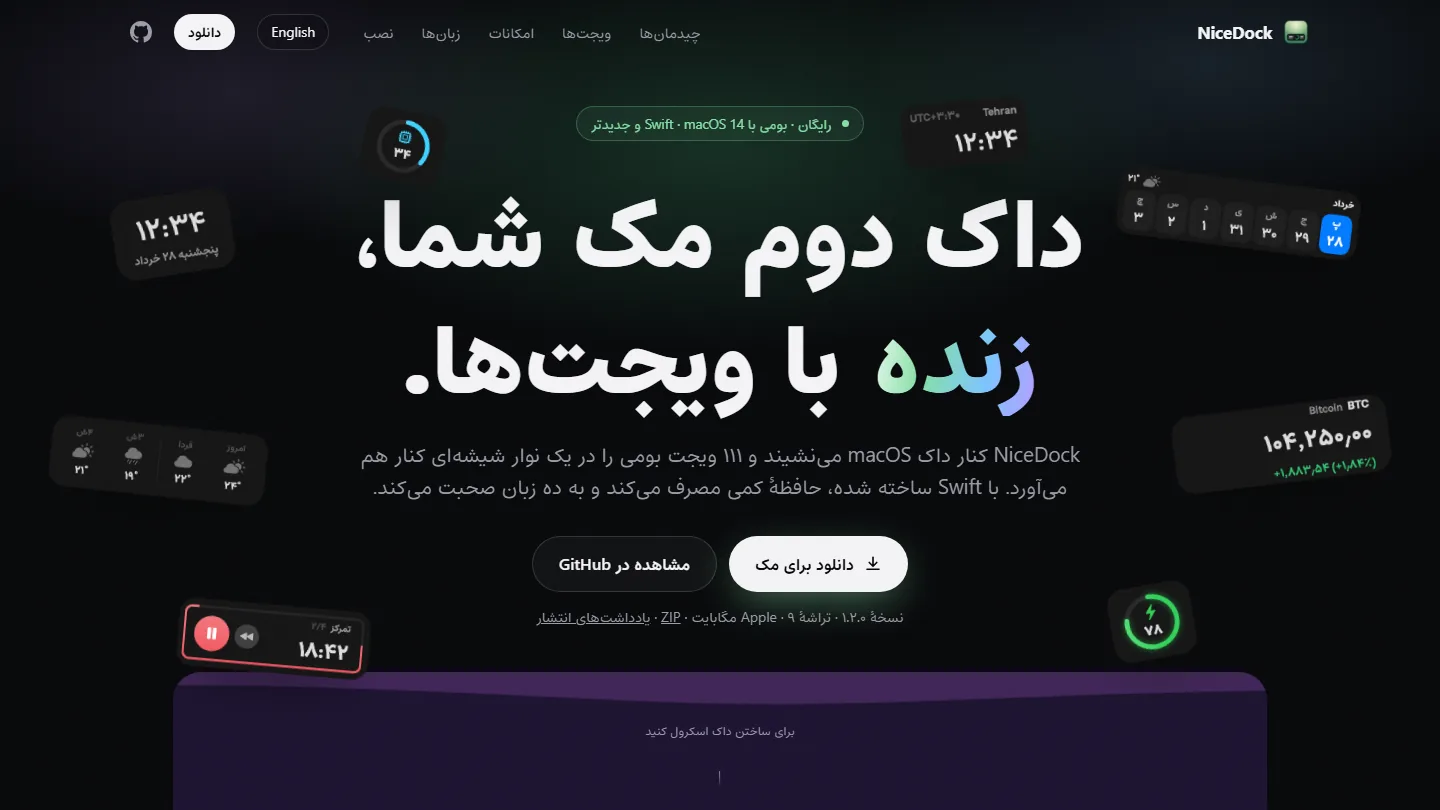 NiceDock
چیدمان‌ها
ویجت‌ها
امکانات
زبان‌ها
نصب
English
دانلود
رایگان · بومی با Swift · macOS 14 و جدیدتر
Tehran
UTC+۳:۳۰
۱۲:۳۴
۳۴
خرداد
۲۱°
پ
۲۸
ج
۲۹
ش
۳۰
ی
۳۱
د
۱
س
۲
چ
۳
۱۲:۳۴
پنجشنبه ۲۸ خرداد
داک دوم مک شما،
زنده با ویجت‌ها.
NiceDock کنار داک macOS می‌نشیند و ۱۱۱ ویجت بومی را در یک نوار شیشه‌ای کنار هم
می‌آورد. با Swift ساخته شده، حافظهٔ کمی مصرف می‌کند و به ده زبان صحبت می‌کند.
Bitcoin BTC
۱۰۴,۲۵۰٫۰۰
+۱,۸۸۳٫۵۴ (+۱٫۸۴٪)
امروز
۲۴°
فردا
۲۲°
۳ش
۱۹°
۴ش
۲۱°
دانلود برای مک
مشاهده در GitHub
نسخهٔ ۱.۲.۰ · تراشهٔ Apple · ۹ مگابایت · ZIP · یادداشت‌های انتشار
۷۸
تمرکز ۲/۴
۱۸:۴۲
برای ساختن داک اسکرول کنید